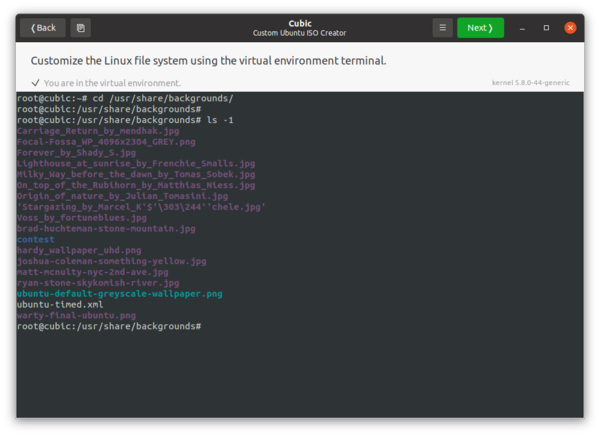 ❬Back
Cubic
Custom Ubuntu ISO Creator
Next❭
Customize the Linux file system using the virtual environment terminal.
You are in the virtual environment.
kernel 5.8.0-44-generic
root@cubic:~# cd /usr/share/backgrounds/
root@cubic:/usr/share/backgrounds#
root@cubic:/usr/share/backgrounds# ls -1
Carriage_Return_by_mendhak.jpg
Focal-Fossa_WP_4096x2304_GREY.png
Forever_by_Shady_S.jpg
Lighthouse_at_sunrise_by_Frenchie_Smalls.jpg
Milky_Way_before_the_dawn_by_Tomas_Sobek.jpg
On_top_of_the_Rubihorn_by_Matthias_Niess.jpg
Origin_of_nature_by_Julian_Tomasini.jpg
'Stargazing_by_Marcel_K'$'\303\244''chele.jpg'
Voss_by_fortuneblues.jpg
brad-huchteman-stone-mountain.jpg
contest
hardy_wallpaper_uhd.png
joshua-coleman-something-yellow.jpg
matt-mcnulty-nyc-2nd-ave.jpg
ryan-stone-skykomish-river.jpg
ubuntu-default-greyscale-wallpaper.png
ubuntu-timed.xml
warty-final-ubuntu.png
root@cubic:/usr/share/backgrounds#